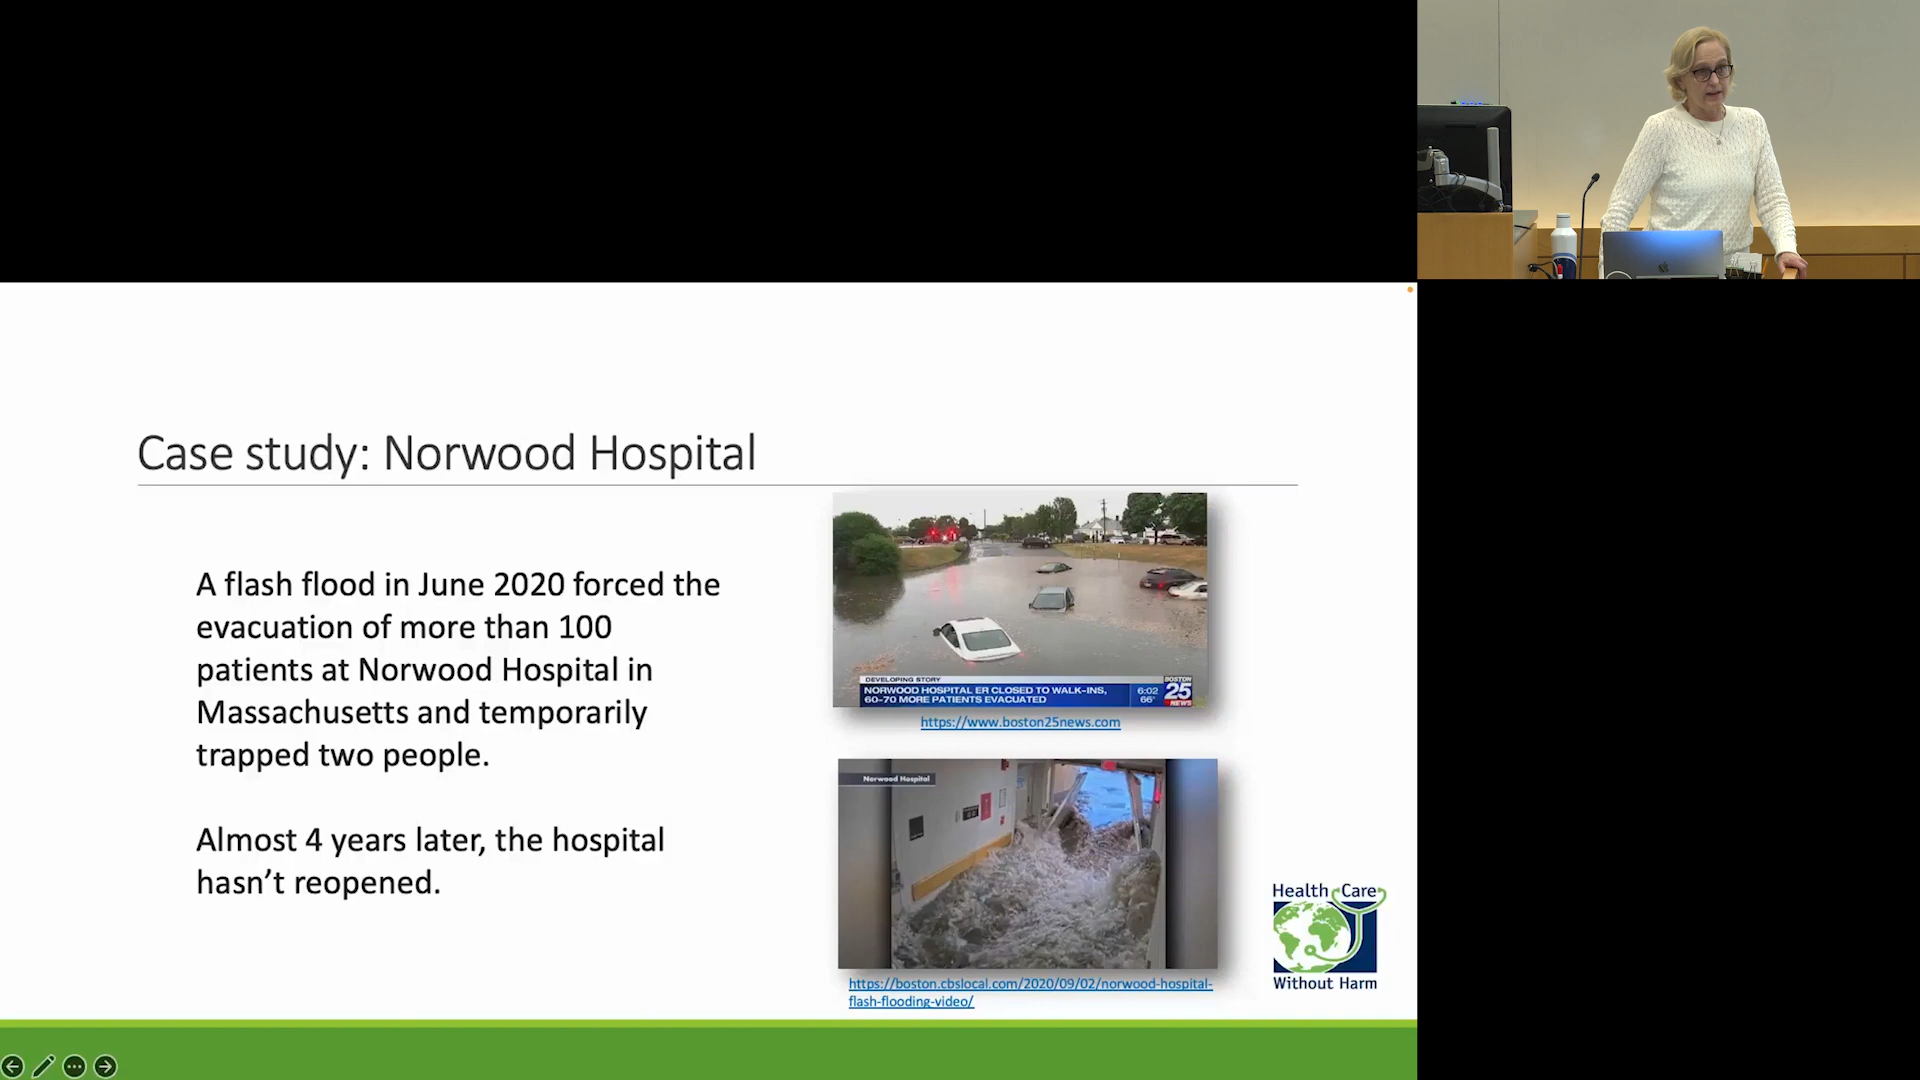 Case study: Norwood Hospital
A flash flood in June 2020 forced the
evacuation of more than 100
patients at Norwood Hospital in
Massachusetts and temporarily
trapped two people.
Almost 4 years later, the hospital
hasn't reopened.
DEVELOPING STORY
NORWOOD HOSPITAL ER CLOSED TO WALK-INS,
60-70 MORE PATIENTS EVACUATED
6:02
66°
BOSTON
25
NEWS
https://www.boston25news.com
Norwood Hospital
https://boston.cbslocal.com/2020/09/02/norwood-hospital-
flash-flooding-video/
Health Care
Without Harm